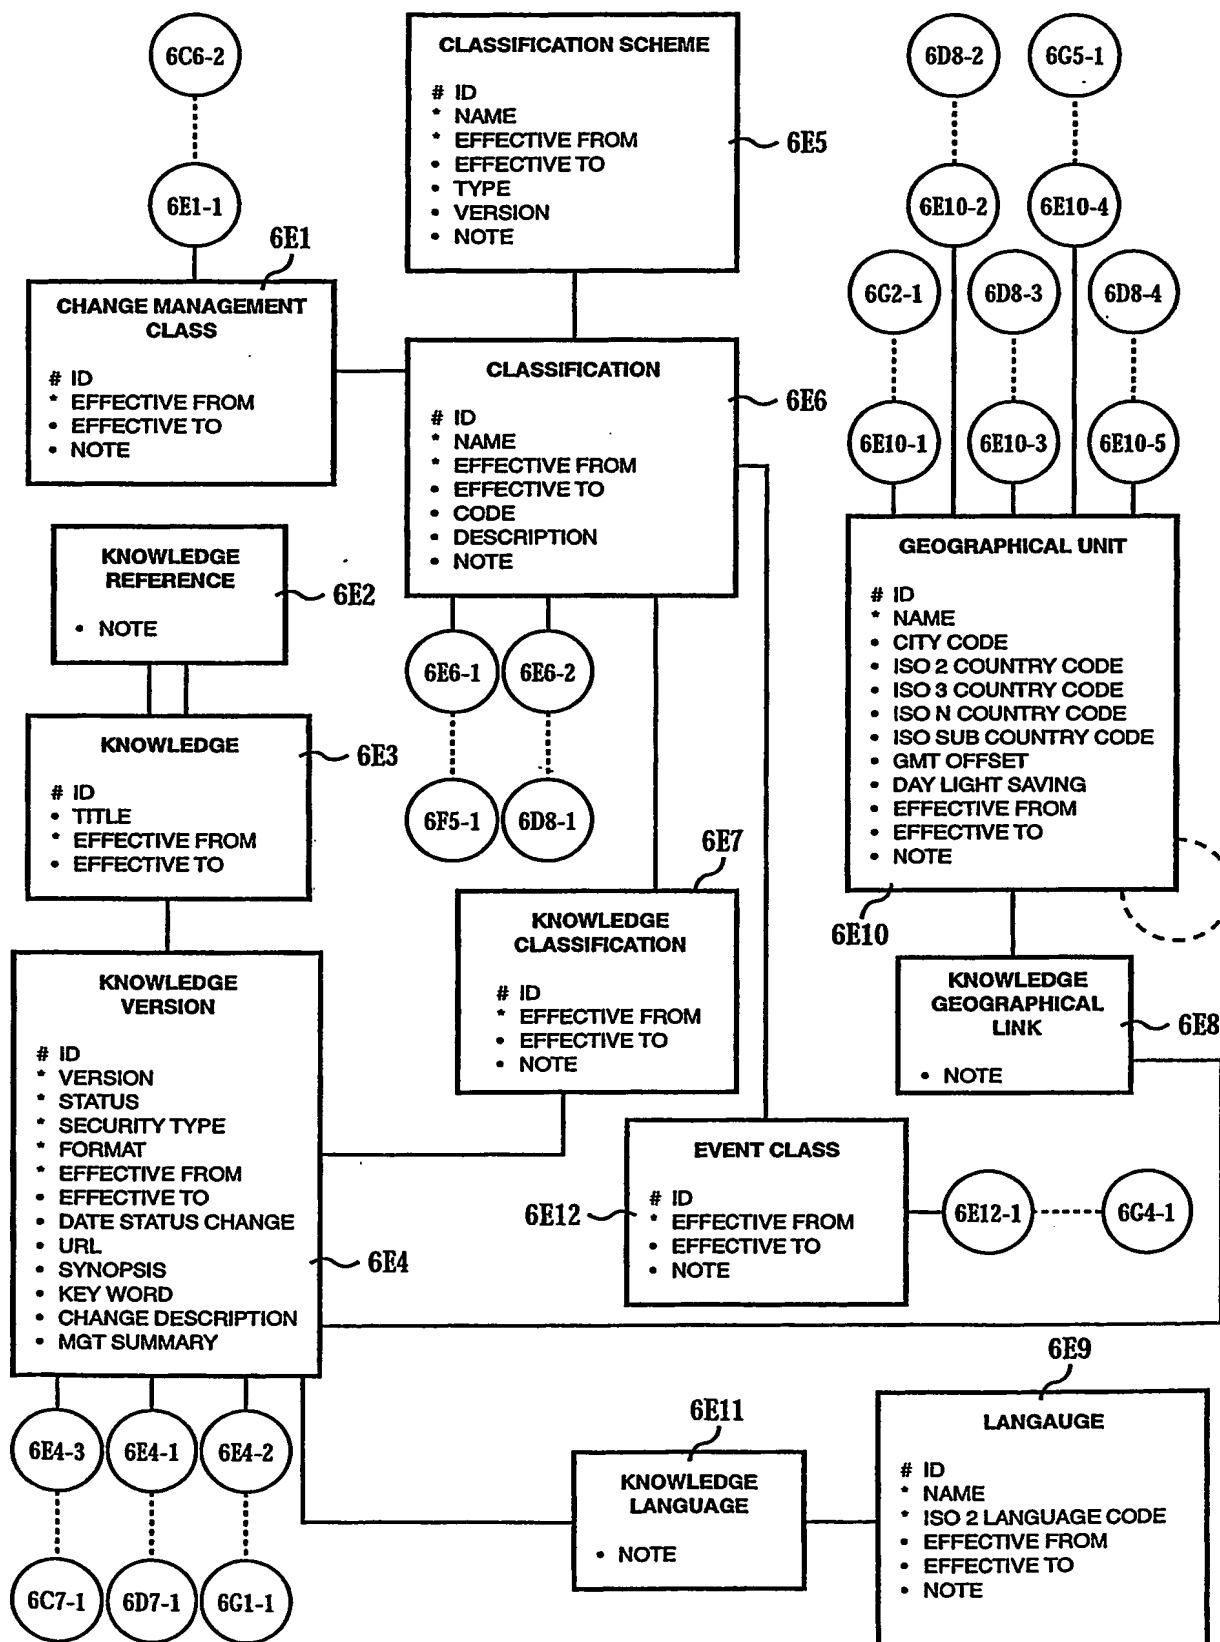 6C6-2
6E1-1
6E1
CHANGE MANAGEMENT
CLASS
# ID
* EFFECTIVE FROM
• EFFECTIVE TO
• NOTE
CLASSIFICATION SCHEME
# ID
* NAME
* EFFECTIVE FROM
• EFFECTIVE TO
• TYPE
• VERSION
• NOTE
6E5
6D8-2
6G5-1
6E10-2
6E10-4
6G2-1
6D8-3
6D8-4
6E10-1
6E10-3
6E10-5
CLASSIFICATION
# ID
* NAME
* EFFECTIVE FROM
• EFFECTIVE TO
• CODE
• DESCRIPTION
• NOTE
6E6
6E6-1
6E6-2
6F5-1
6D8-1
KNOWLEDGE
REFERENCE
• NOTE
6E2
KNOWLEDGE
# ID
• TITLE
* EFFECTIVE FROM
• EFFECTIVE TO
6E3
GEOGRAPHICAL UNIT
# ID
* NAME
• CITY CODE
• ISO 2 COUNTRY CODE
• ISO 3 COUNTRY CODE
• ISO N COUNTRY CODE
• ISO SUB COUNTRY CODE
• GMT OFFSET
• DAY LIGHT SAVING
• EFFECTIVE FROM
• EFFECTIVE TO
• NOTE
6E10
6E7
KNOWLEDGE
CLASSIFICATION
# ID
* EFFECTIVE FROM
• EFFECTIVE TO
• NOTE
KNOWLEDGE
GEOGRAPHICAL
LINK
• NOTE
6E8
KNOWLEDGE
VERSION
# ID
* VERSION
* STATUS
* SECURITY TYPE
* FORMAT
* EFFECTIVE FROM
• EFFECTIVE TO
• DATE STATUS CHANGE
• URL
• SYNOPSIS
• KEY WORD
• CHANGE DESCRIPTION
• MGT SUMMARY
6E4
EVENT CLASS
# ID
* EFFECTIVE FROM
• EFFECTIVE TO
• NOTE
6E12
6E12-1
6G4-1
6E4-3
6E4-1
6E4-2
6C7-1
6D7-1
6G1-1
6E11
KNOWLEDGE
LANGUAGE
• NOTE
6E9
LANGAUGE
# ID
* NAME
* ISO 2 LANGUAGE CODE
• EFFECTIVE FROM
• EFFECTIVE TO
• NOTE